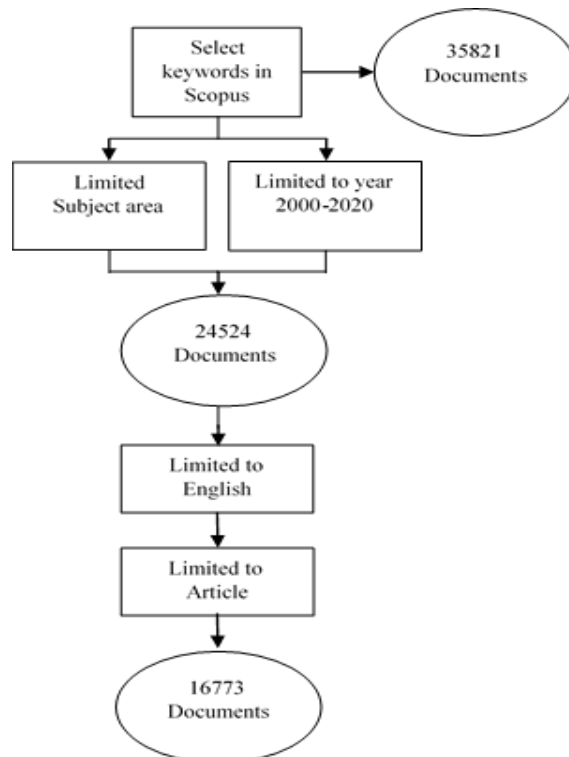 Select
keywords in
Scopus
35821
Documents
Limited
Subject area
Limited to year
2000-2020
24524
Documents
Limited to
English
Limited to
Article
16773
Documents